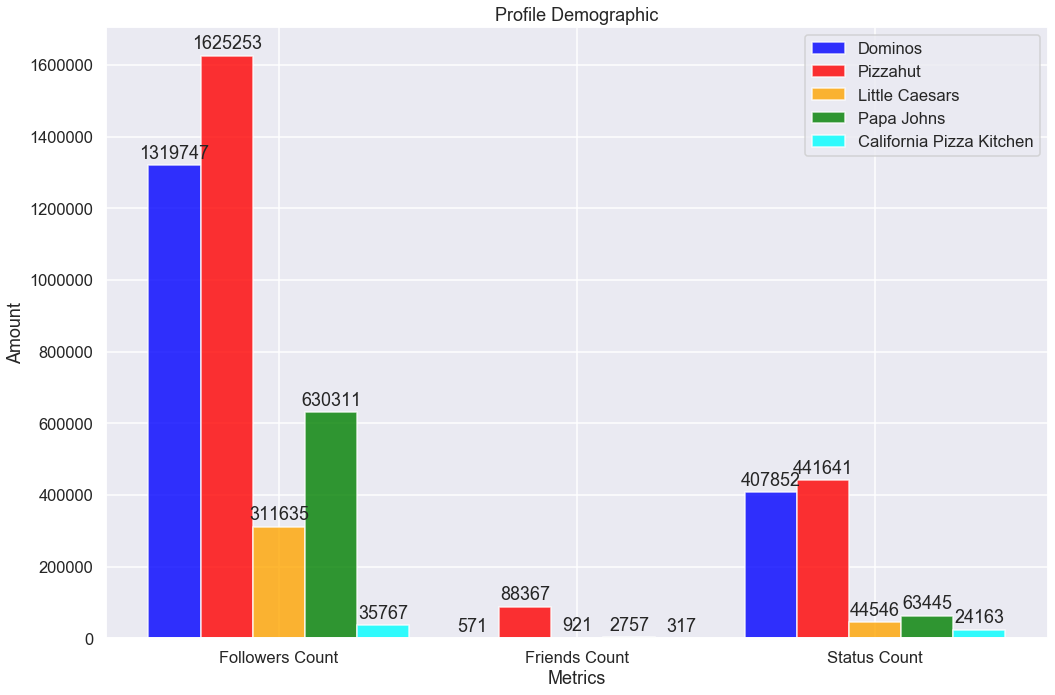 Profile Demographic
Dominos
Pizzahut
Little Caesars
Papa Johns
California Pizza Kitchen
Amount
1600000
1400000
1200000
1000000
800000
600000
400000
200000
0
1319747
1625253
311635
630311
35767
571
88367
921
2757
317
407852
441641
44546
63445
24163
Followers Count
Friends Count
Status Count
Metrics